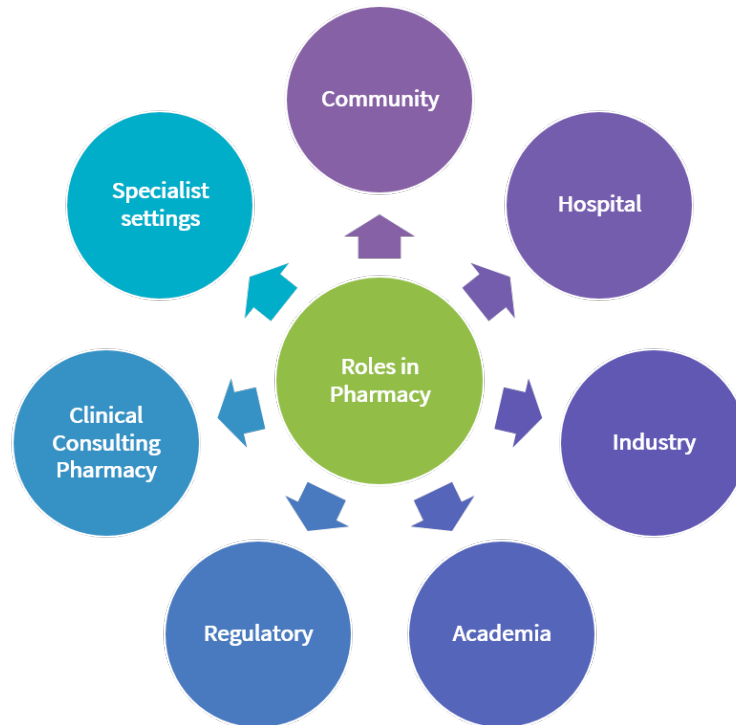 Community
Hospital
Industry
Academia
Regulatory
Clinical
Consulting
Pharmacy
Specialist
settings
Roles in
Pharmacy